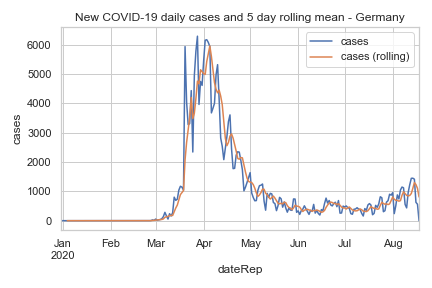 New COVID-19 daily cases and 5 day rolling mean - Germany
cases
cases (rolling)
6000
5000
4000
3000
2000
1000
0
cases
Jan Feb Mar Apr May Jun Jul Aug
2020
dateRep